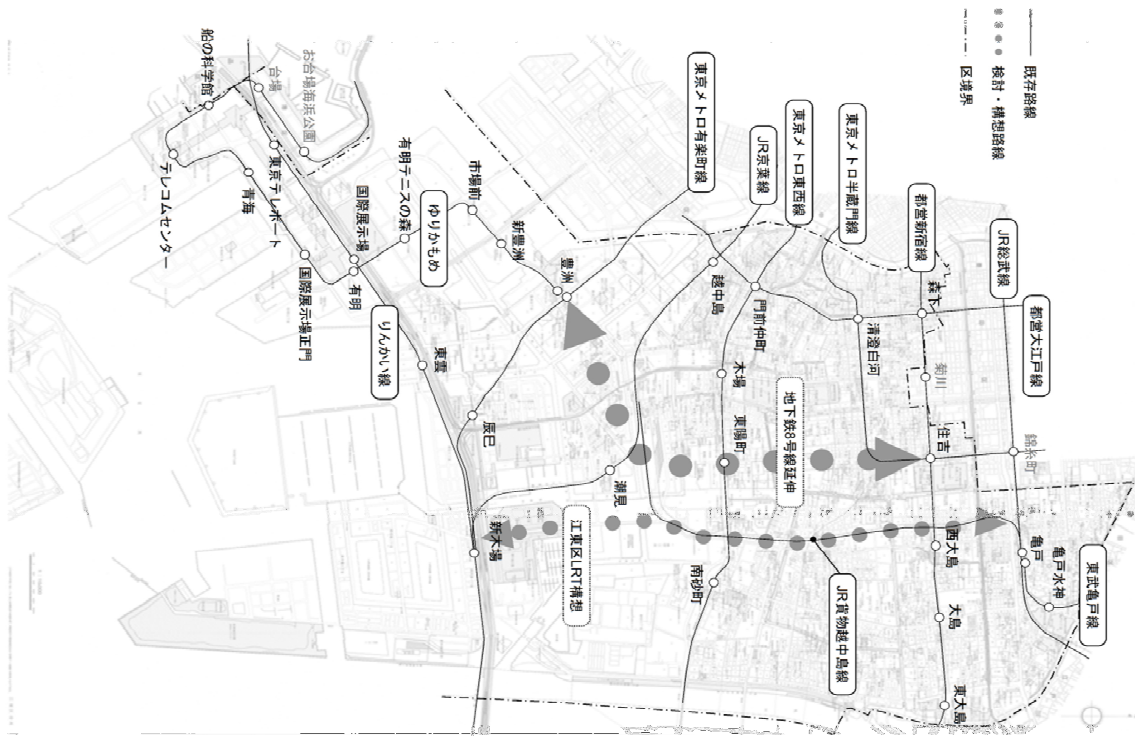 既存路線
検討・構想路線
区境界
東武亀戸線
都営大江戸線
JR総武線
都営新宿線
東京メトロ半蔵門線
東京メトロ東西線
JR京葉線
東京メトロ有楽町線
ゆりかもめ
りんかい線
地下鉄8号線延伸
江東区LRT構想
JR貨物越中島線
亀戸水神
亀戸
錦糸町
森下
菊川
住吉
西大島
大島
東大島
清澄白河
門前仲町
木場
東陽町
南砂町
越中島
潮見
新木場
豊洲
新豊洲
市場前
有明テニスの森
有明
国際展示場
国際展示場正門
東雲
辰巳
お台場海浜公園
台場
東京テレポート
青海
テレコムセンター
船の科学館